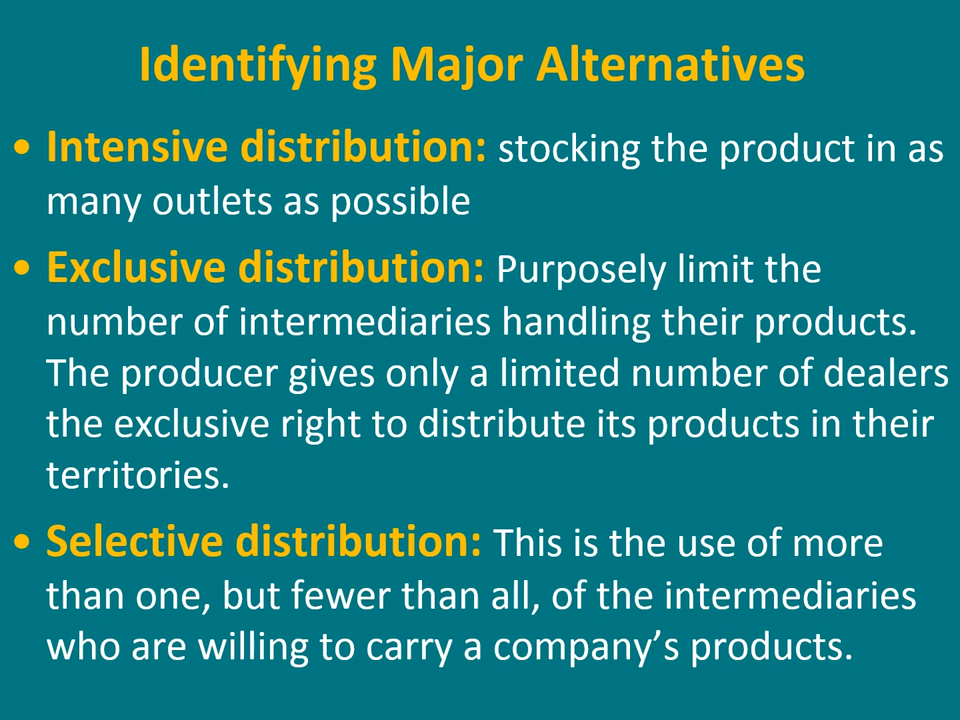 Identifying Major Alternatives
• Intensive distribution: stocking the product in as
many outlets as possible
• Exclusive distribution: Purposely limit the
number of intermediaries handling their products.
The producer gives only a limited number of dealers
the exclusive right to distribute its products in their
territories.
• Selective distribution: This is the use of more
than one, but fewer than all, of the intermediaries
who are willing to carry a company’s products.